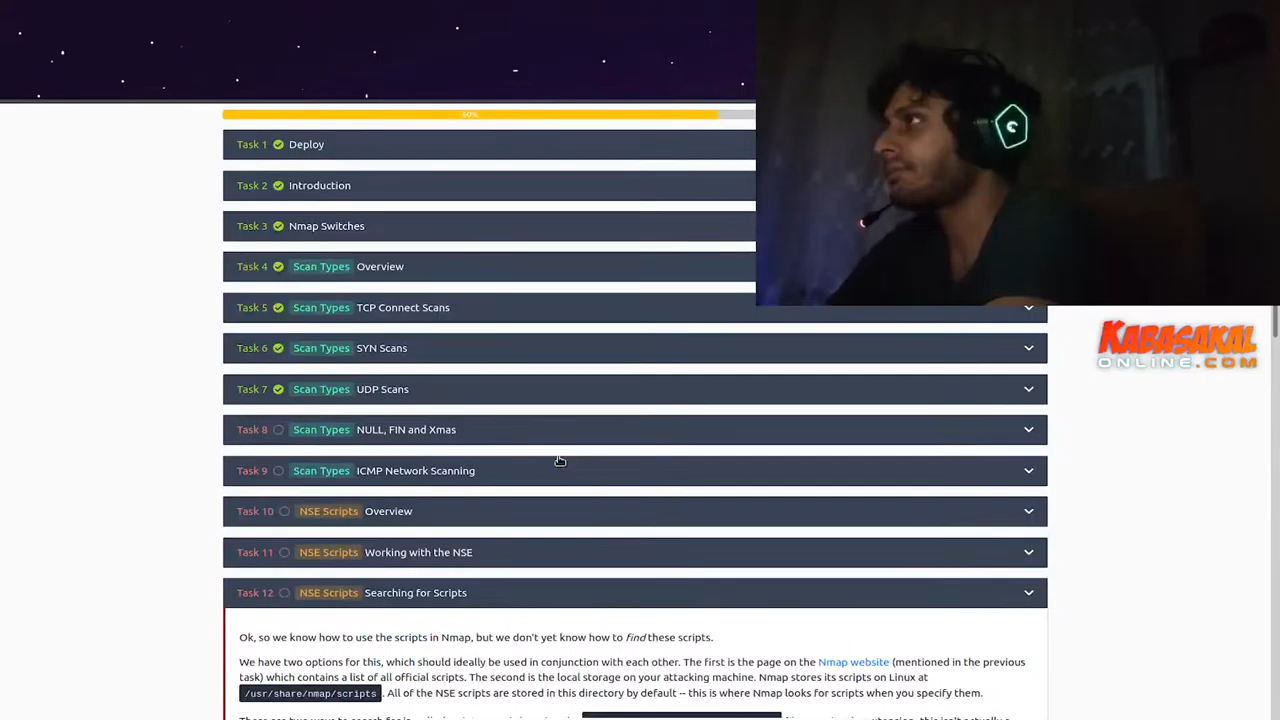 60%
Task 1 Deploy
Task 2 Introduction
Task 3 Nmap Switches
Task 4 Scan Types Overview
Task 5 Scan Types TCP Connect Scans
KABASAKAL
ONLINE.COM
Task 6 Scan Types SYN Scans
Task 7 Scan Types UDP Scans
Task 8 Scan Types NULL, FIN and Xmas
Task 9 Scan Types ICMP Network Scanning
Task 10 NSE Scripts Overview
Task 11 NSE Scripts Working with the NSE
Task 12 NSE Scripts Searching for Scripts
Ok, so we know how to use the scripts in Nmap, but we don't yet know how to find these scripts.
We have two options for this, which should ideally be used in conjunction with each other. The first is the page on the Nmap website (mentioned in the previous
task) which contains a list of all official scripts. The second is the local storage on your attacking machine. Nmap stores its scripts on Linux at
/usr/share/nmap/scripts . All of the NSE scripts are stored in this directory by default -- this is where Nmap looks for scripts when you specify them.